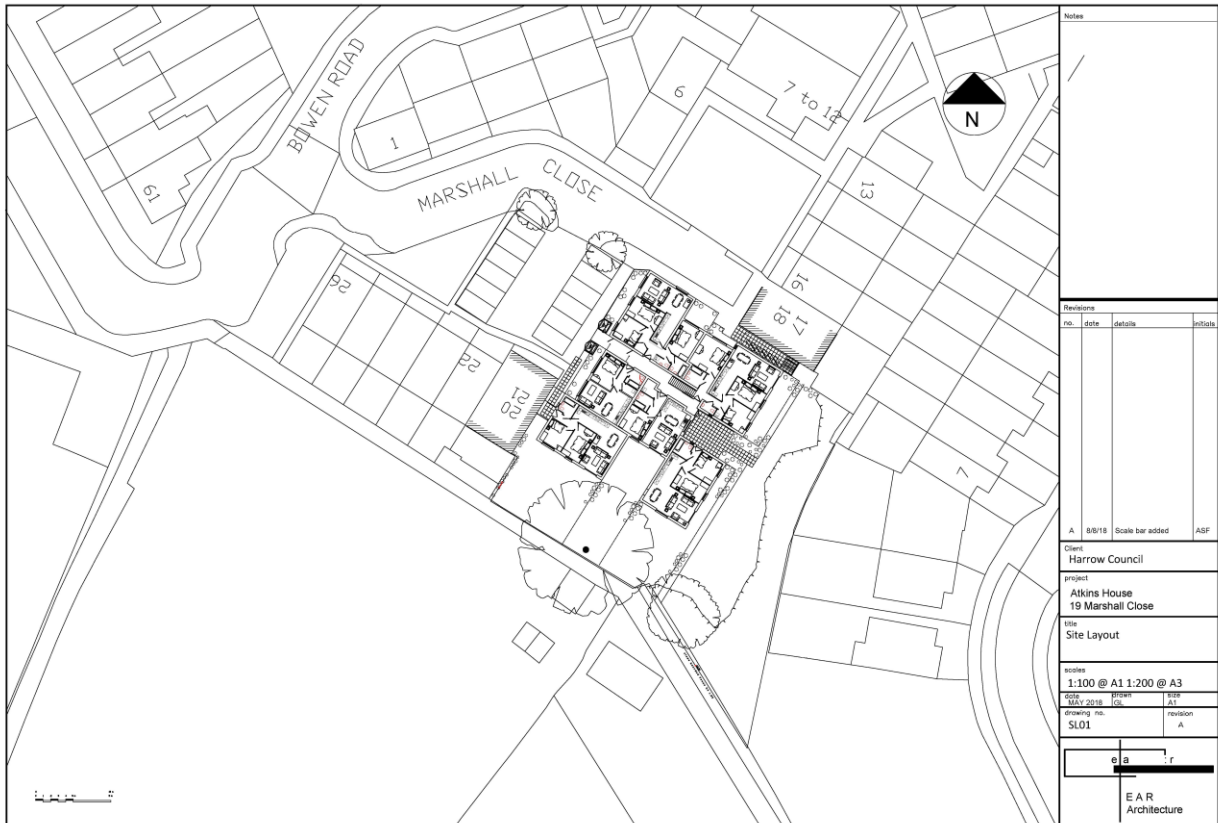 BOWEN ROAD
MARSHALL CLOSE
61
1
6
7 to 12
13
16
17
18
26
22
21
20
7
N
Notes
Revisions
no. date details initials
A 8/8/18 Scale bar added ASF
Client
Harrow Council
project
Atkins House
19 Marshall Close
title
Site Layout
scales
1:100 @ A1 1:200 @ A3
date drawn size
MAY 2018 GL A1
drawing no. revision
SL01 A
e a r
E A R
Architecture